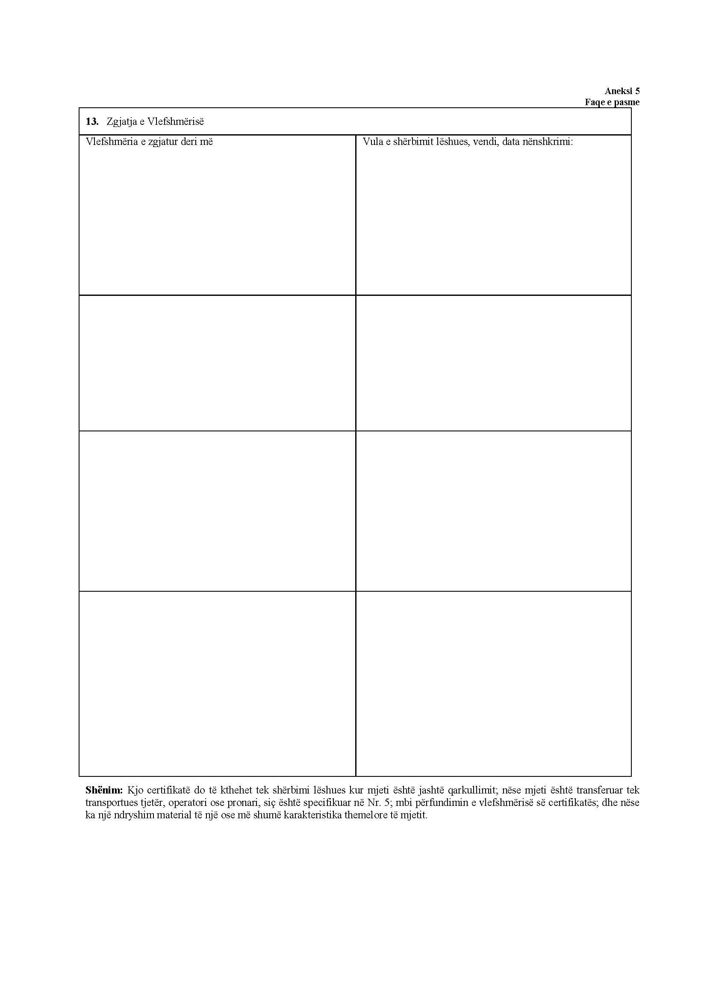 Aneksi 5
Faqe e pasme
13. Zgjatja e Vlefshmërisë
Vlefshmëria e zgjatur deri më
Vula e shërbimit lëshues, vendi, data nënshkrimi:
Shënim: Kjo certifikatë do të kthehet tek shërbimi lëshues kur mjeti është jashtë qarkullimit; nëse mjeti është transferuar tek
transportues tjetër, operatori ose pronari, siç është specifikuar në Nr. 5; mbi përfundimin e vlefshmërisë së certifikatës; dhe nëse
ka një ndryshim material të një ose më shumë karakteristika themelore të mjetit.